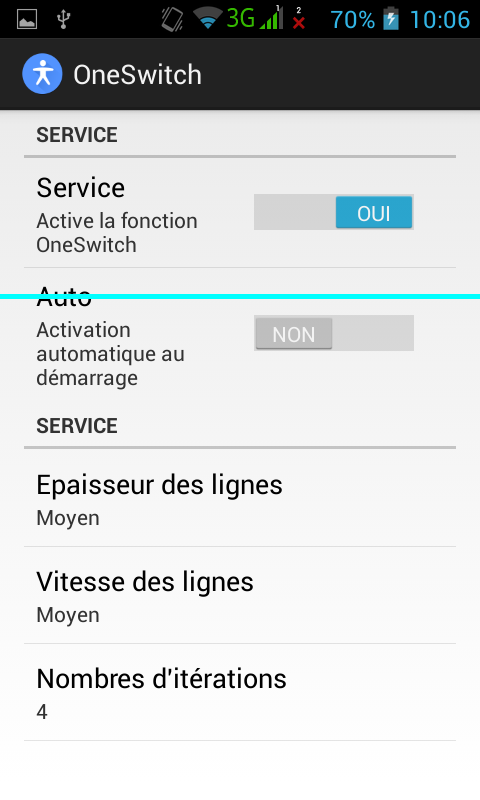 3G 1 2 70% 10:06
OneSwitch
SERVICE
Service
Active la fonction
OneSwitch
OUI
Auto
Activation
automatique au
démarrage
NON
SERVICE
Epaisseur des lignes
Moyen
Vitesse des lignes
Moyen
Nombres d'itérations
4